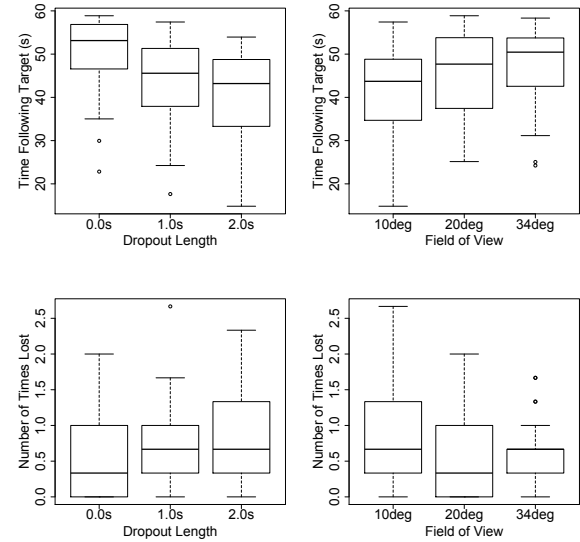 Time Following Target (s)
20 30 40 50 60
0.0s 1.0s 2.0s
Dropout Length
Time Following Target (s)
20 30 40 50 60
10deg 20deg 34deg
Field of View
Number of Times Lost
0.0 0.5 1.0 1.5 2.0 2.5
0.0s 1.0s 2.0s
Dropout Length
Number of Times Lost
0.0 0.5 1.0 1.5 2.0 2.5
10deg 20deg 34deg
Field of View